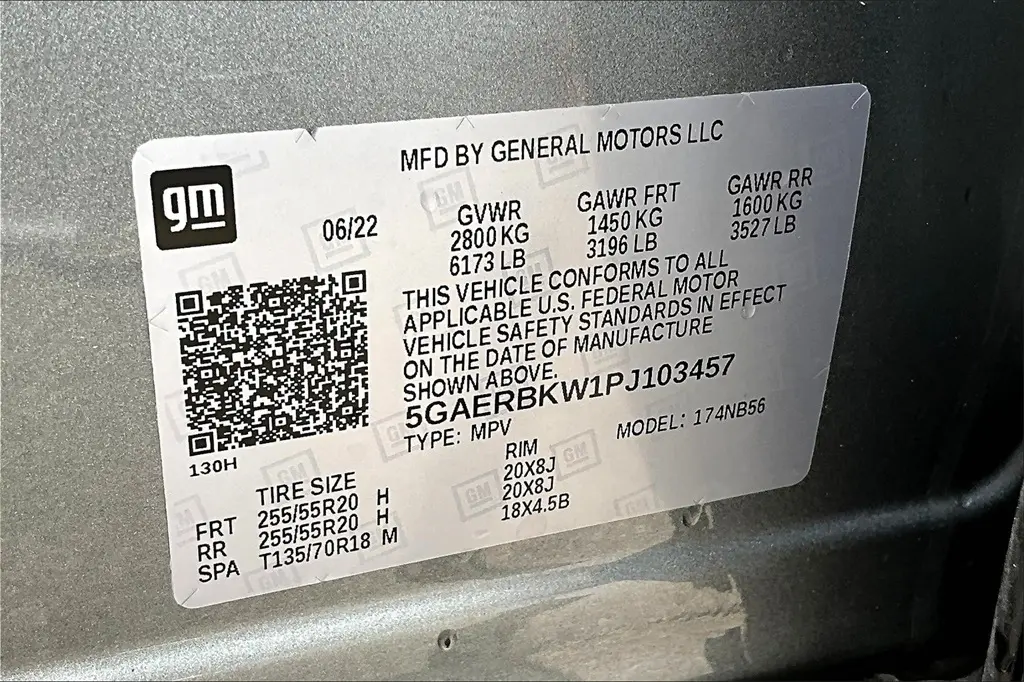 MFD BY GENERAL MOTORS LLC
gm
06/22
GVWR GAWR FRT GAWR RR
2800 KG 1450 KG 1600 KG
6173 LB 3196 LB 3527 LB
THIS VEHICLE CONFORMS TO ALL
APPLICABLE U.S. FEDERAL MOTOR
VEHICLE SAFETY STANDARDS IN EFFECT
ON THE DATE OF MANUFACTURE
SHOWN ABOVE.
5GAERBKW1PJ103457
TYPE: MPV MODEL: 174NB56
130H
TIRE SIZE RIM
FRT 255/55R20 H 20X8J
RR 255/55R20 H 20X8J
SPA T135/70R18 M 18X4.5B